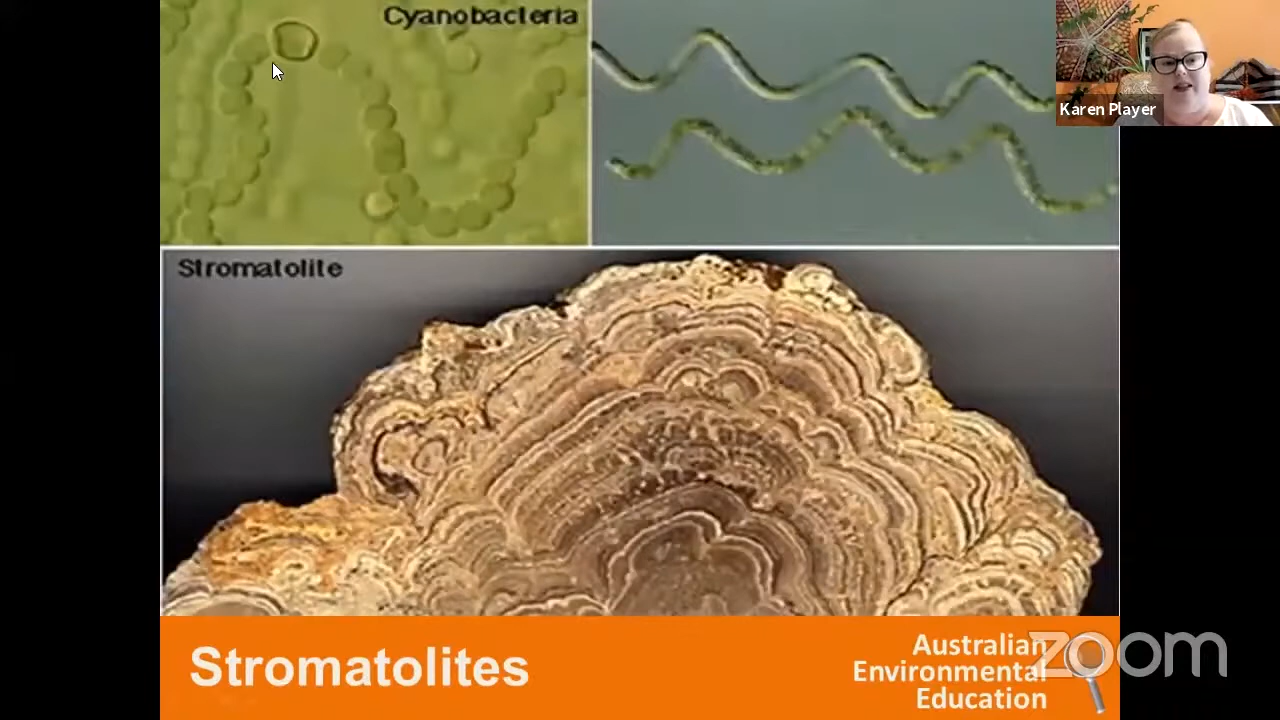 Cyanobacteria
Karen Player
Stromatolite
Stromatolites
Australian
Environmental
Education
zoom